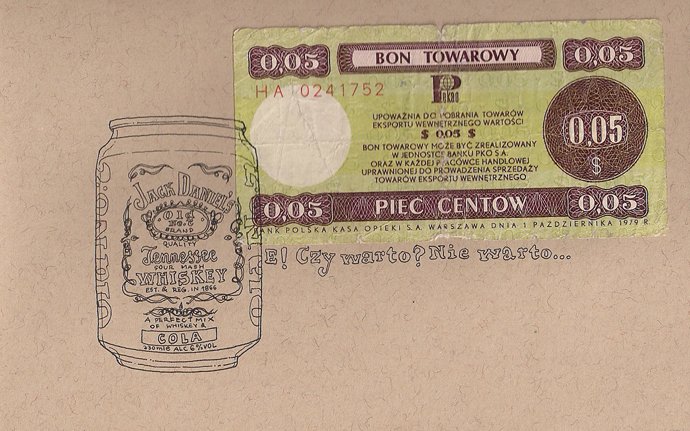 0,05 BON TOWAROWY 0,05
HA 0241752
Pekao
UPOWAŻNIA DO POBRANIA TOWARÓW
EKSPORTU WEWNĘTRZNEGO WARTOŚCI
$ 0,05 $
BON TOWAROWY MOŻE BYĆ ZREALIZOWANY
W JEDNOSTCE BANKU PKO S.A.
ORAZ W KAŻDEJ PLACÓWCE HANDLOWEJ
UPRAWNIONEJ DO PROWADZENIA SPRZEDAŻY
TOWARÓW EKSPORTU WEWNĘTRZNEGO.
0,05
$
0,05 PIĘĆ CENTÓW 0,05
BANK POLSKA KASA OPIEKI S.A. WARSZAWA DNIA 1 PAŹDZIERNIKA 1979 R.
JACK DANIEL'S
Old
No.7
BRAND
QUALITY
Tennessee
SOUR MASH
WHISKEY
EST. & REG. IN 1866
A PERFECT MIX
OF WHISKEY &
COLA
330mlE ALC 6%VOL
E! Czy warto? Nie warto...